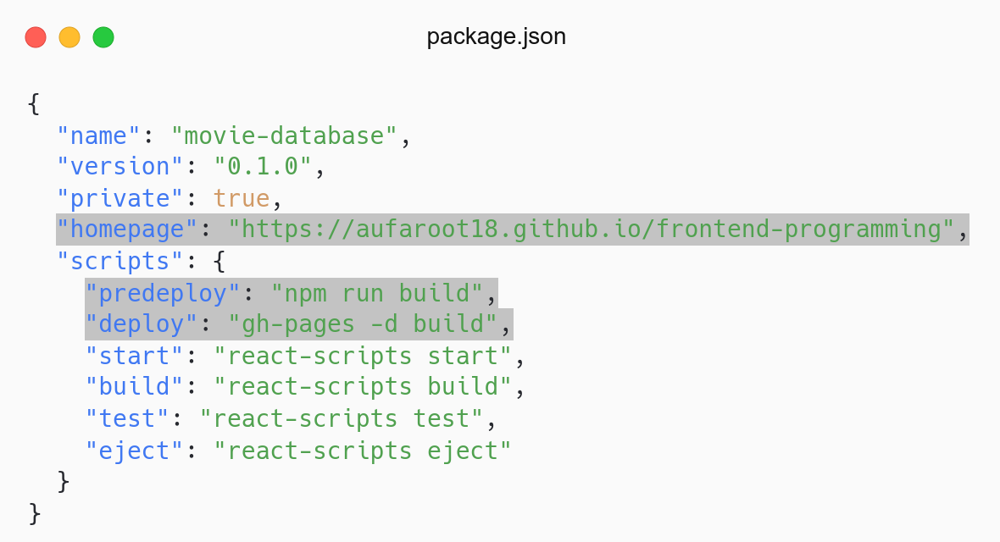 package.json
{
  "name": "movie-database",
  "version": "0.1.0",
  "private": true,
  "homepage": "https://aufaroot18.github.io/frontend-programming",
  "scripts": {
    "predeploy": "npm run build",
    "deploy": "gh-pages -d build",
    "start": "react-scripts start",
    "build": "react-scripts build",
    "test": "react-scripts test",
    "eject": "react-scripts eject"
  }
}